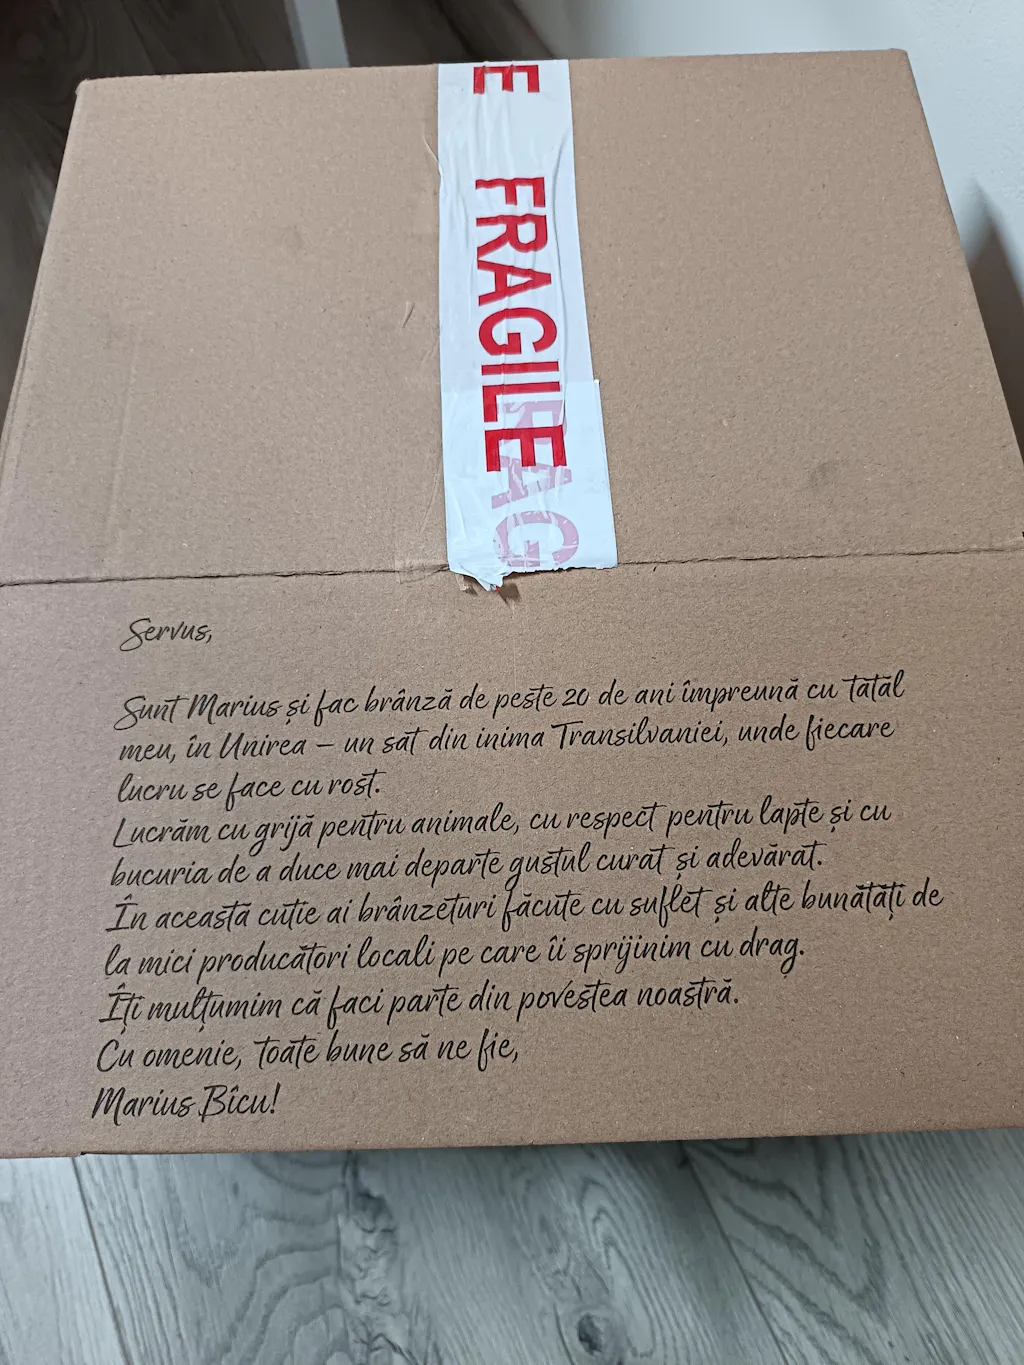 E
FRAGILE
AG
Servus,
Sunt Marius și fac brânză de peste 20 de ani împreună cu tatăl
meu, în Unirea – un sat din inima Transilvaniei, unde fiecare
lucru se face cu rost.
Lucrăm cu grijă pentru animale, cu respect pentru lapte și cu
bucuria de a duce mai departe gustul curat și adevărat.
În această cutie ai brânzeturi făcute cu suflet și alte bunătăți de
la mici producători locali pe care îi sprijinim cu drag.
Îți mulțumim că faci parte din povestea noastră.
Cu omenie, toate bune să ne fie,
Marius Bîcu!